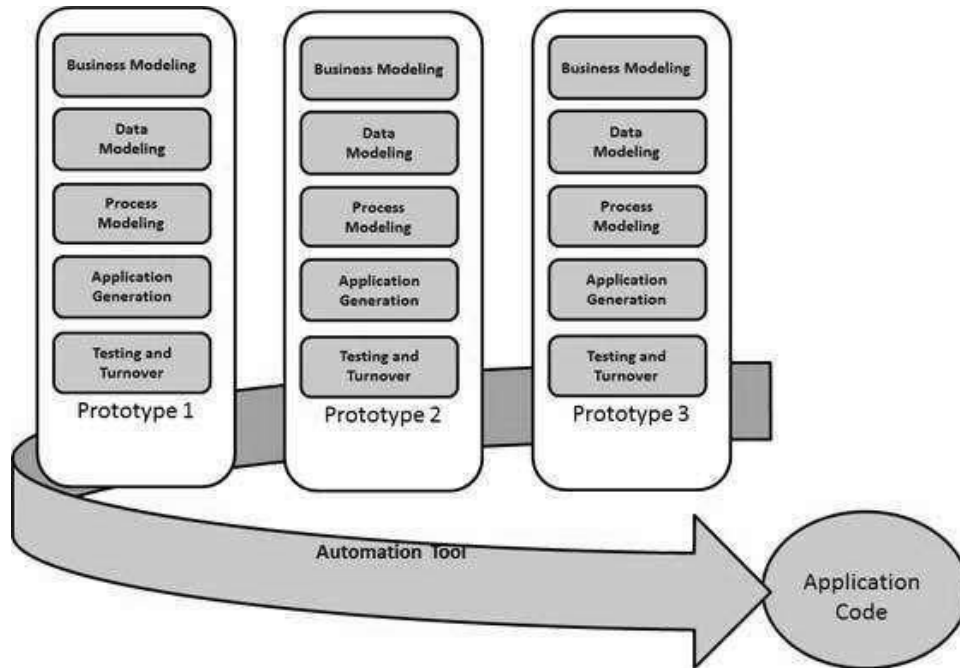 Business Modeling
Data
Modeling
Process
Modeling
Application
Generation
Testing and
Turnover
Prototype 1
Business Modeling
Data
Modeling
Process
Modeling
Application
Generation
Testing and
Turnover
Prototype 2
Business Modeling
Data
Modeling
Process
Modeling
Application
Generation
Testing and
Turnover
Prototype 3
Automation Tool
Application
Code